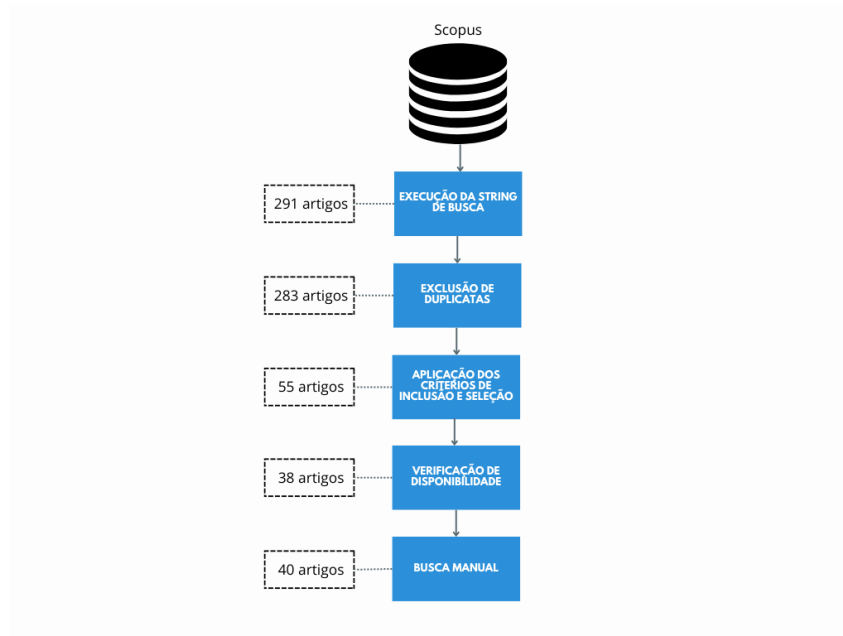 Scopus
291 artigos
EXECUÇÃO DA STRING
DE BUSCA
283 artigos
EXCLUSÃO DE
DUPLICATAS
55 artigos
APLICAÇÃO DOS
CRITÉRIOS DE
INCLUSÃO E SELEÇÃO
38 artigos
VERIFICAÇÃO DE
DISPONIBILIDADE
40 artigos
BUSCA MANUAL